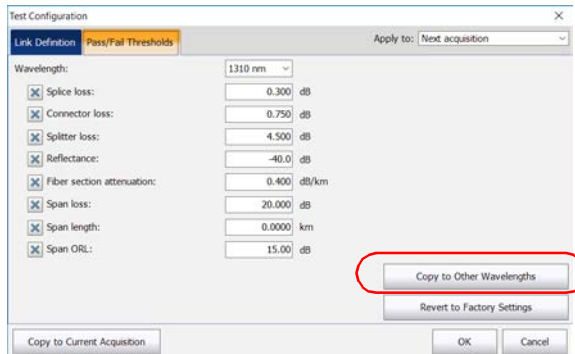 Test Configuration
Link Definition Pass/Fail Thresholds Apply to: Next acquisition
Wavelength: 1310 nm
Splice loss: 0.300 dB
Connector loss: 0.750 dB
Splitter loss: 4.500 dB
Reflectance: -40.0 dB
Fiber section attenuation: 0.400 dB/km
Span loss: 20.000 dB
Span length: 0.0000 km
Span ORL: 15.00 dB
Copy to Other Wavelengths
Revert to Factory Settings
Copy to Current Acquisition OK Cancel